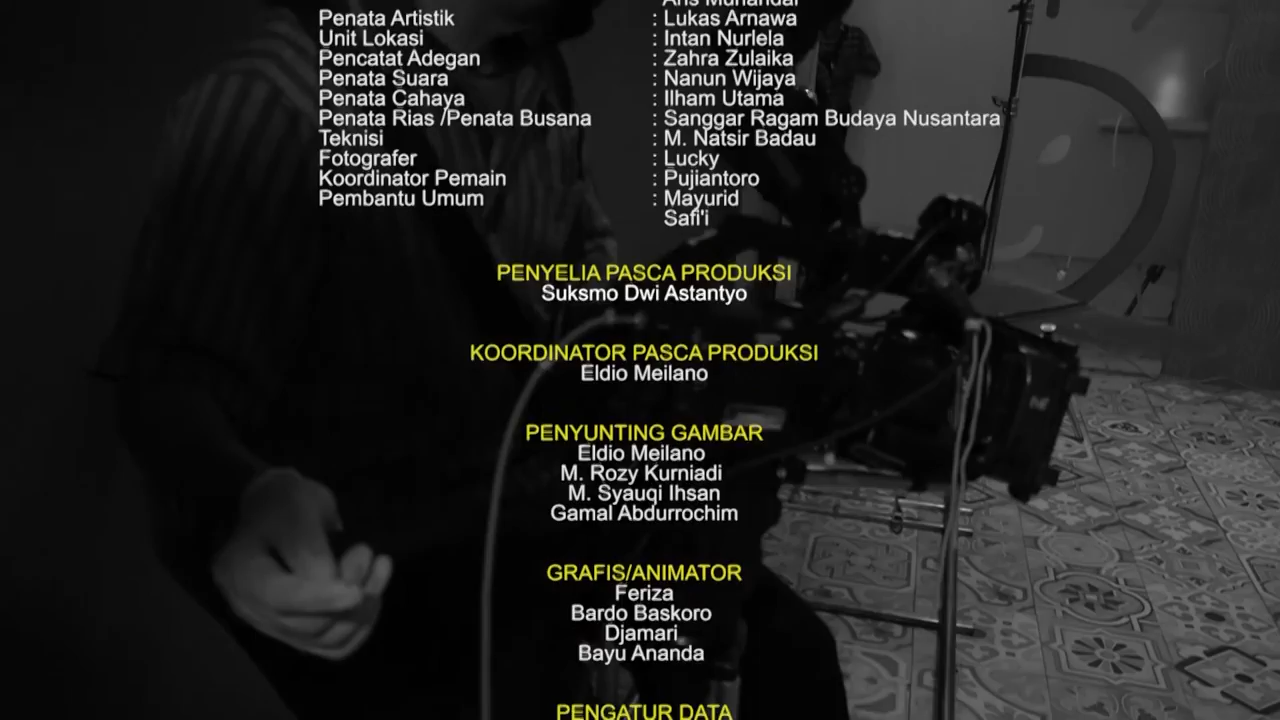 Aris Munandar
Penata Artistik : Lukas Arnawa
Unit Lokasi : Intan Nurlela
Pencatat Adegan : Zahra Zulaika
Penata Suara : Nanun Wijaya
Penata Cahaya : Ilham Utama
Penata Rias /Penata Busana : Sanggar Ragam Budaya Nusantara
Teknisi : M. Natsir Badau
Fotografer : Lucky
Koordinator Pemain : Pujiantoro
Pembantu Umum : Mayurid
Safi'i
PENYELIA PASCA PRODUKSI
Suksmo Dwi Astantyo
KOORDINATOR PASCA PRODUKSI
Eldio Meilano
PENYUNTING GAMBAR
Eldio Meilano
M. Rozy Kurniadi
M. Syauqi Ihsan
Gamal Abdurrochim
GRAFIS/ANIMATOR
Feriza
Bardo Baskoro
Djamari
Bayu Ananda
PENGATUR DATA